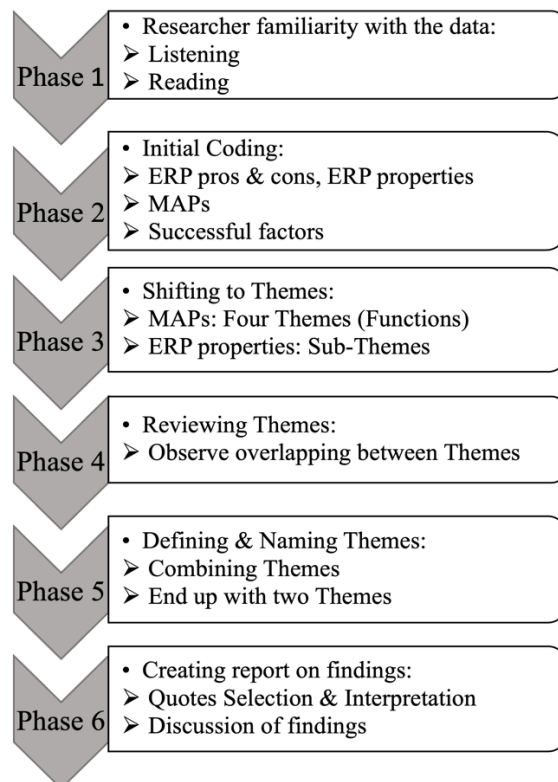 Phase 1
• Researcher familiarity with the data:
➢ Listening
➢ Reading
Phase 2
• Initial Coding:
➢ ERP pros & cons, ERP properties
➢ MAPs
➢ Successful factors
Phase 3
• Shifting to Themes:
➢ MAPs: Four Themes (Functions)
➢ ERP properties: Sub-Themes
Phase 4
• Reviewing Themes:
➢ Observe overlapping between Themes
Phase 5
• Defining & Naming Themes:
➢ Combining Themes
➢ End up with two Themes
Phase 6
• Creating report on findings:
➢ Quotes Selection & Interpretation
➢ Discussion of findings